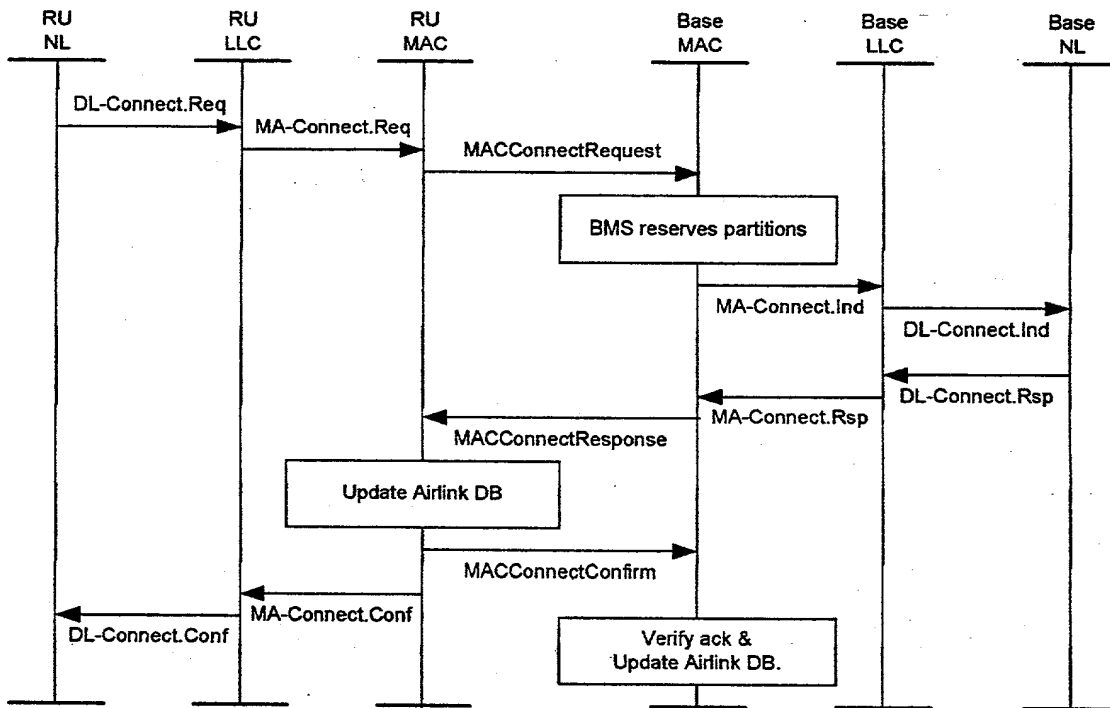 RU
NL
RU
LLC
RU
MAC
Base
MAC
Base
LLC
Base
NL
DL-Connect.Req
MA-Connect.Req
MACConnectRequest
BMS reserves partitions
MA-Connect.Ind
DL-Connect.Ind
DL-Connect.Rsp
MA-Connect.Rsp
MACConnectResponse
Update Airlink DB
MACConnectConfirm
MA-Connect.Conf
DL-Connect.Conf
Verify ack &
Update Airlink DB.